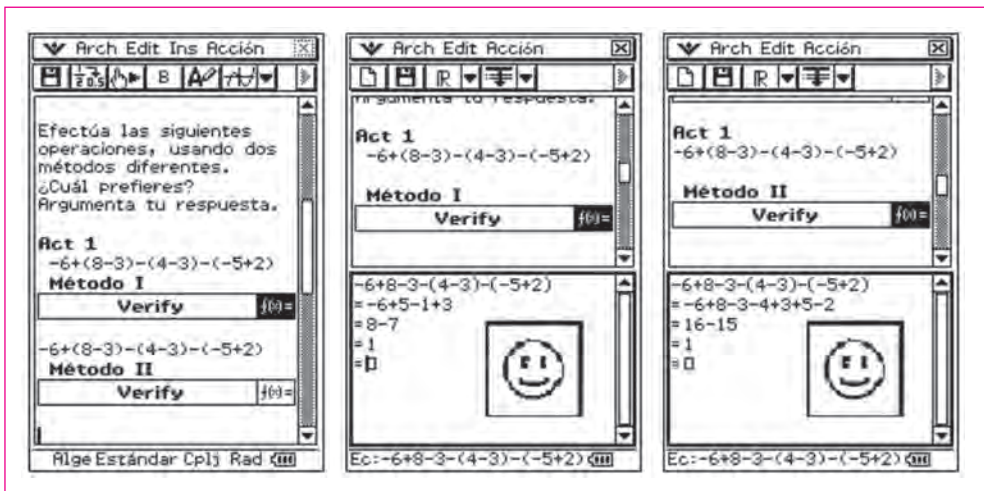 Arch Edit Ins Acción
B
Efectúa las siguientes
operaciones, usando dos
métodos diferentes.
¿Cuál prefieres?
Argumenta tu respuesta.
Act 1
-6+(8-3)-(4-3)-(-5+2)
Método I
Verify
-6+(8-3)-(4-3)-(-5+2)
Método II
Verify
Alge Estándar Cplj Rad
Arch Edit Acción
Argumenta tu respuesta.
Act 1
-6+(8-3)-(4-3)-(-5+2)
Método I
Verify
-6+8-3-(4-3)-(-5+2)
=-6+5-1+3
=8-7
=1
=
Ec:-6+8-3-(4-3)-(-5+2)
Arch Edit Acción
Act 1
-6+(8-3)-(4-3)-(-5+2)
Método II
Verify
-6+8-3-(4-3)-(-5+2)
=-6+8-3-4+3+5-2
=16-15
=1
=
Ec:-6+8-3-(4-3)-(-5+2)